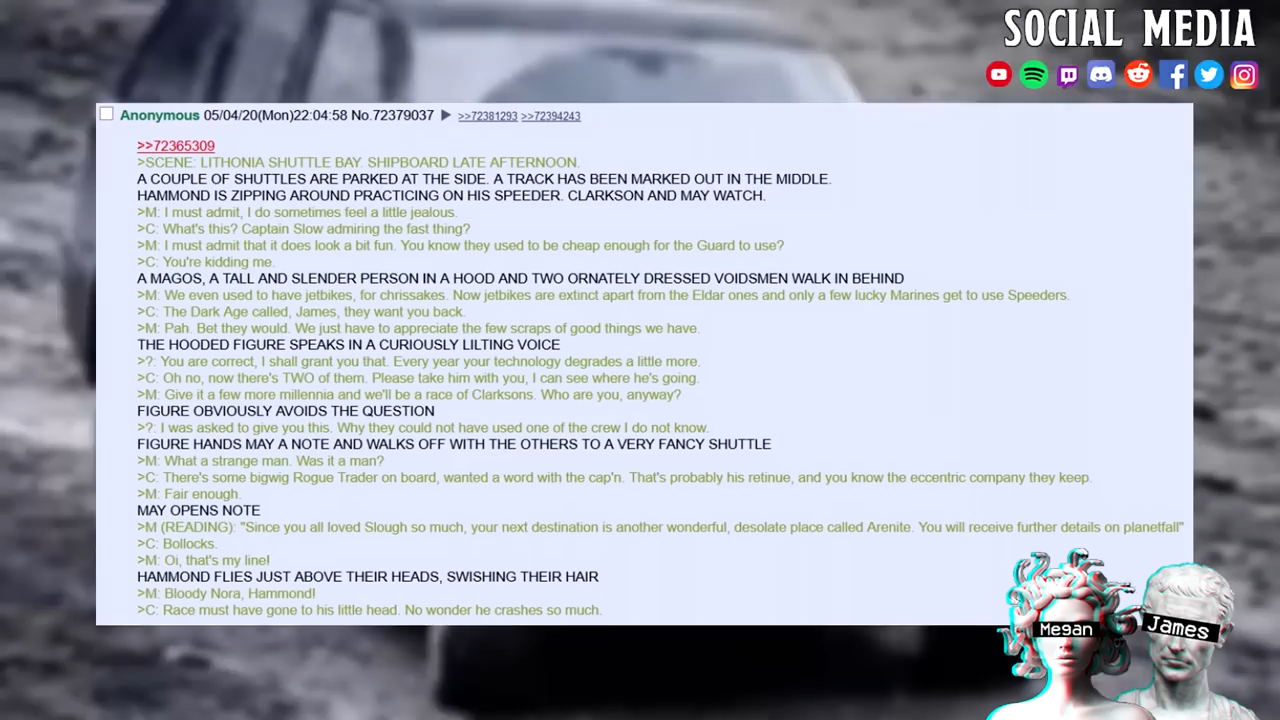 SOCIAL MEDIA
Anonymous 05/04/20(Mon)22:04:58 No.72379037 ▶ >>72381293 >>72394243
>>72365309
>SCENE: LITHONIA SHUTTLE BAY. SHIPBOARD LATE AFTERNOON.
A COUPLE OF SHUTTLES ARE PARKED AT THE SIDE. A TRACK HAS BEEN MARKED OUT IN THE MIDDLE.
HAMMOND IS ZIPPING AROUND PRACTICING ON HIS SPEEDER. CLARKSON AND MAY WATCH.
>M: I must admit, I do sometimes feel a little jealous.
>C: What's this? Captain Slow admiring the fast thing?
>M: I must admit that it does look a bit fun. You know they used to be cheap enough for the Guard to use?
>C: You're kidding me.
A MAGOS, A TALL AND SLENDER PERSON IN A HOOD AND TWO ORNATELY DRESSED VOIDSMEN WALK IN BEHIND
>M: We even used to have jetbikes, for chrissakes. Now jetbikes are extinct apart from the Eldar ones and only a few lucky Marines get to use Speeders.
>C: The Dark Age called, James, they want you back.
>M: Pah. Bet they would. We just have to appreciate the few scraps of good things we have.
THE HOODED FIGURE SPEAKS IN A CURIOUSLY LILTING VOICE
>?: You are correct, I shall grant you that. Every year your technology degrades a little more.
>C: Oh no, now there's TWO of them. Please take him with you, I can see where he's going.
>M: Give it a few more millennia and we'll be a race of Clarksons. Who are you, anyway?
FIGURE OBVIOUSLY AVOIDS THE QUESTION
>?: I was asked to give you this. Why they could not have used one of the crew I do not know.
FIGURE HANDS MAY A NOTE AND WALKS OFF WITH THE OTHERS TO A VERY FANCY SHUTTLE
>M: What a strange man. Was it a man?
>C: There's some bigwig Rogue Trader on board, wanted a word with the cap'n. That's probably his retinue, and you know the eccentric company they keep.
>M: Fair enough.
MAY OPENS NOTE
>M (READING): "Since you all loved Slough so much, your next destination is another wonderful, desolate place called Arenite. You will receive further details on planetfall"
>C: Bollocks.
>M: Oi, that's my line!
HAMMOND FLIES JUST ABOVE THEIR HEADS, SWISHING THEIR HAIR
>M: Bloody Nora, Hammond!
>C: Race must have gone to his little head. No wonder he crashes so much.
Megan
James